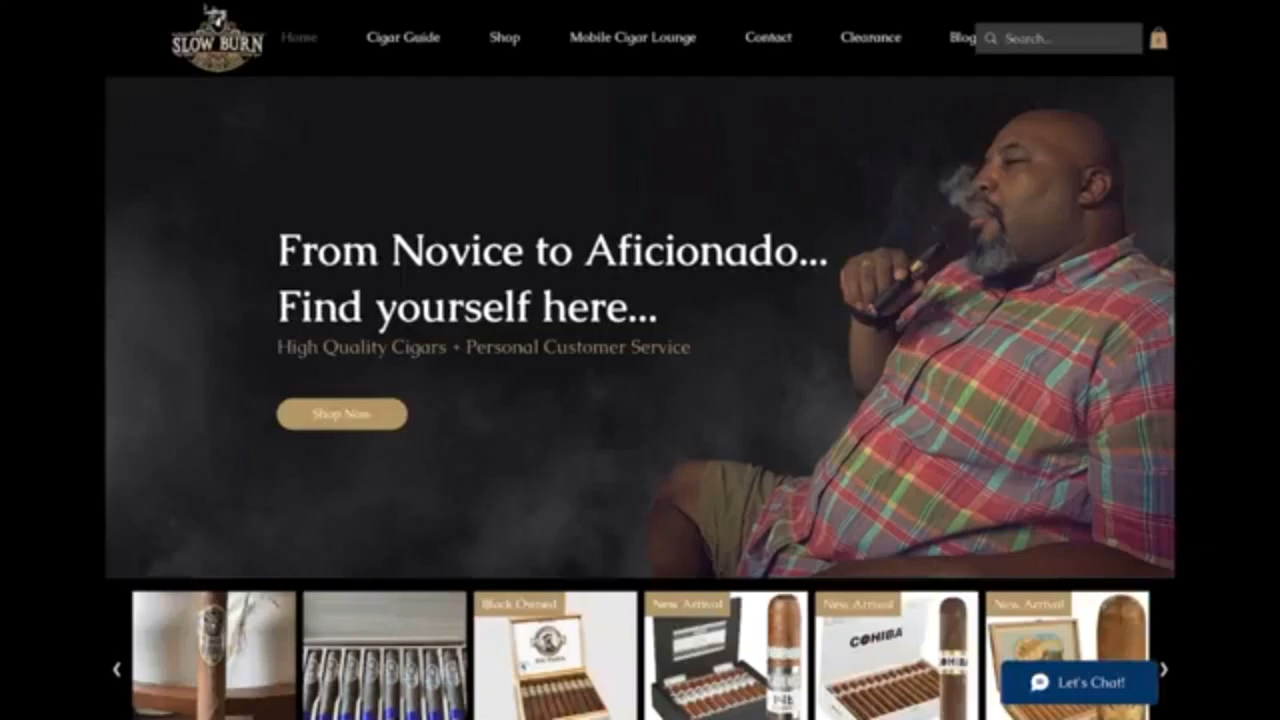 SLOW BURN
Home
Cigar Guide
Shop
Mobile Cigar Lounge
Contact
Clearance
Blog
Search...
From Novice to Aficionado...
Find yourself here...
High Quality Cigars + Personal Customer Service
Shop Now
Black Owned
New Arrival
New Arrival
New Arrival
COHIBA
Let's Chat!